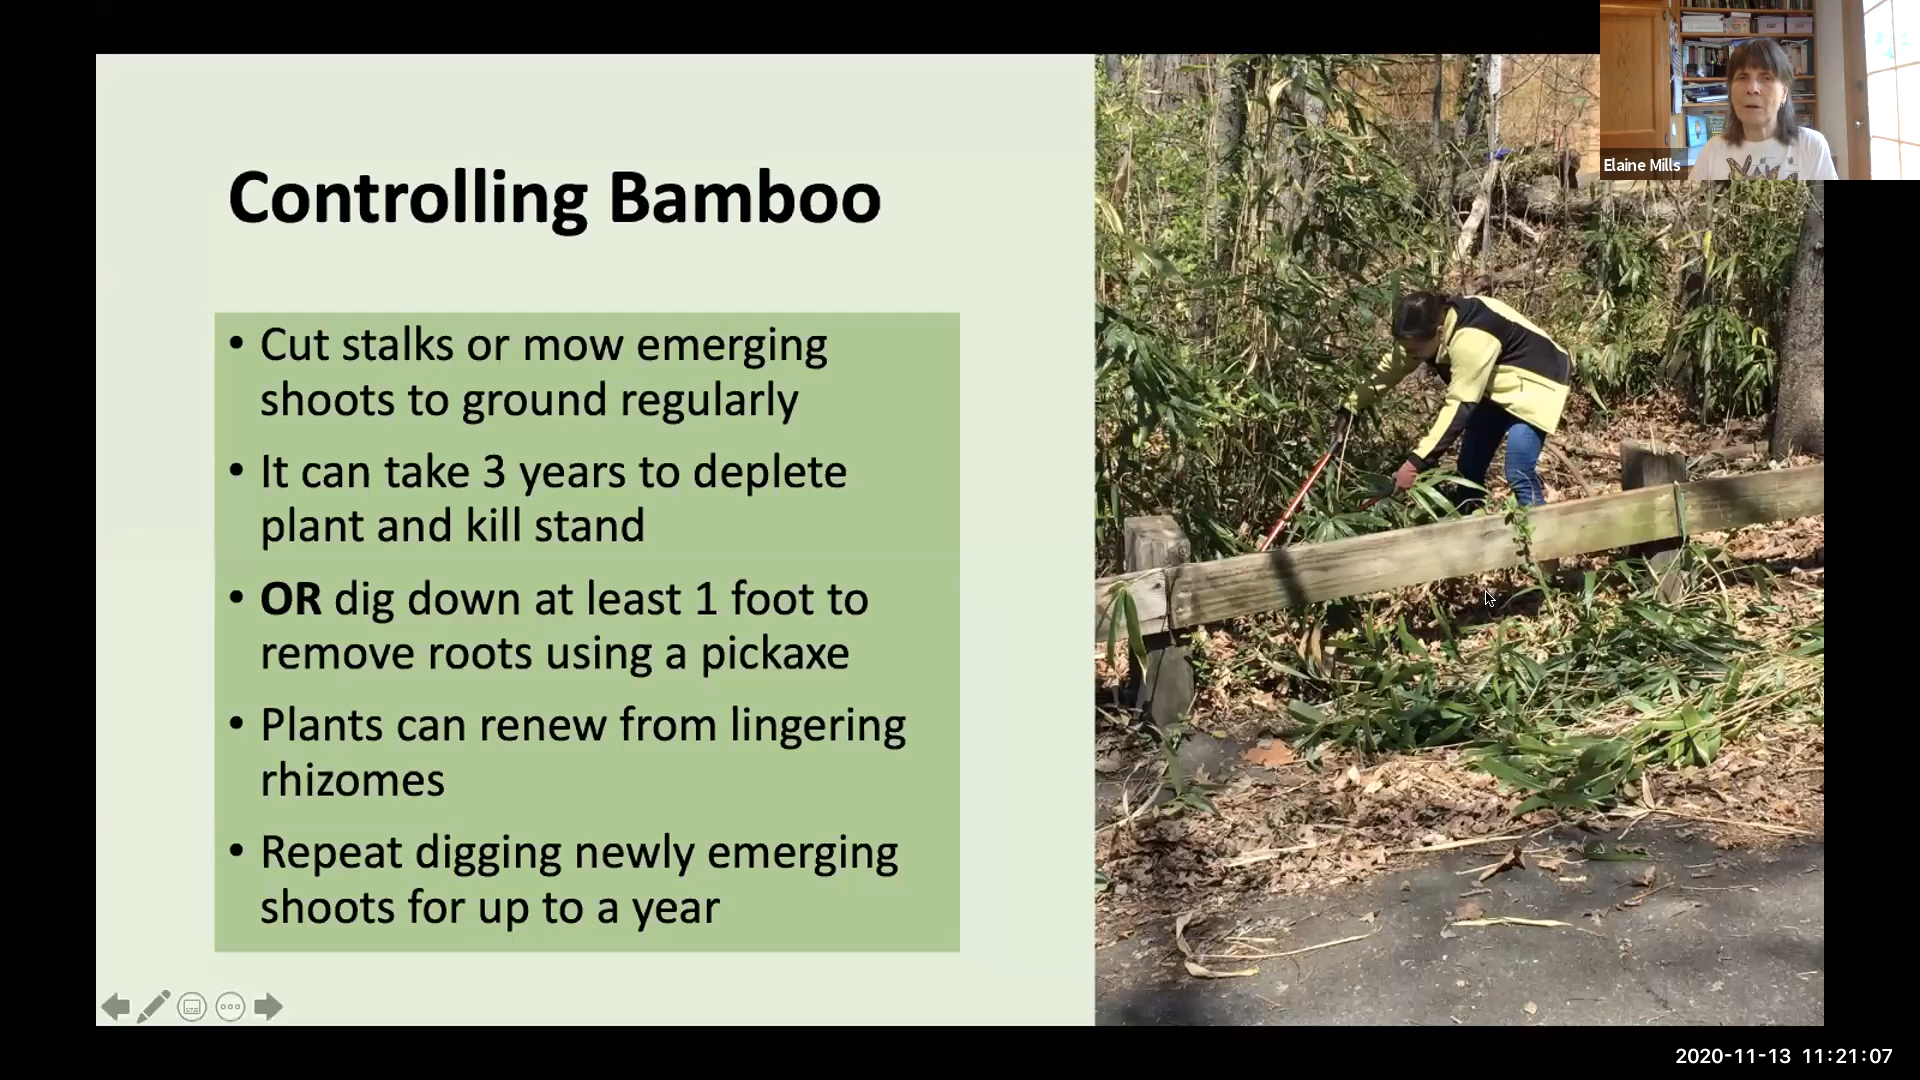 Controlling Bamboo
• Cut stalks or mow emerging
shoots to ground regularly
• It can take 3 years to deplete
plant and kill stand
• OR dig down at least 1 foot to
remove roots using a pickaxe
• Plants can renew from lingering
rhizomes
• Repeat digging newly emerging
shoots for up to a year
Elaine Mills
2020-11-13 11:21:07